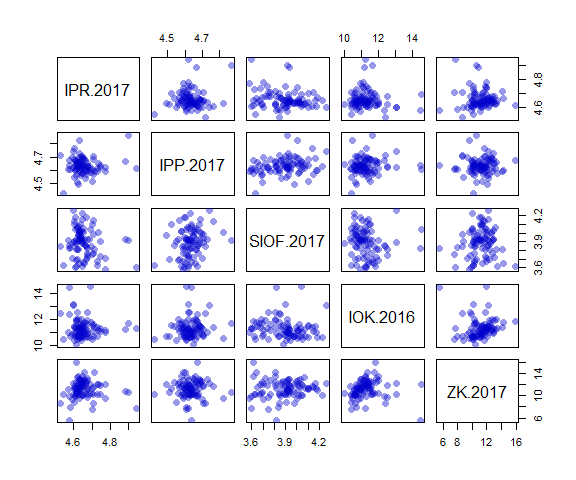 4.5 4.7 10 11 12 13 14
IPR.2017 4.6 4.8
4.5 4.7 IPP.2017
SIOF.2017 3.6 3.9 4.2
10 12 14 IOK.2016
ZK.2017 6 10 14
4.6 4.8 3.6 3.9 4.2 6 8 12 16